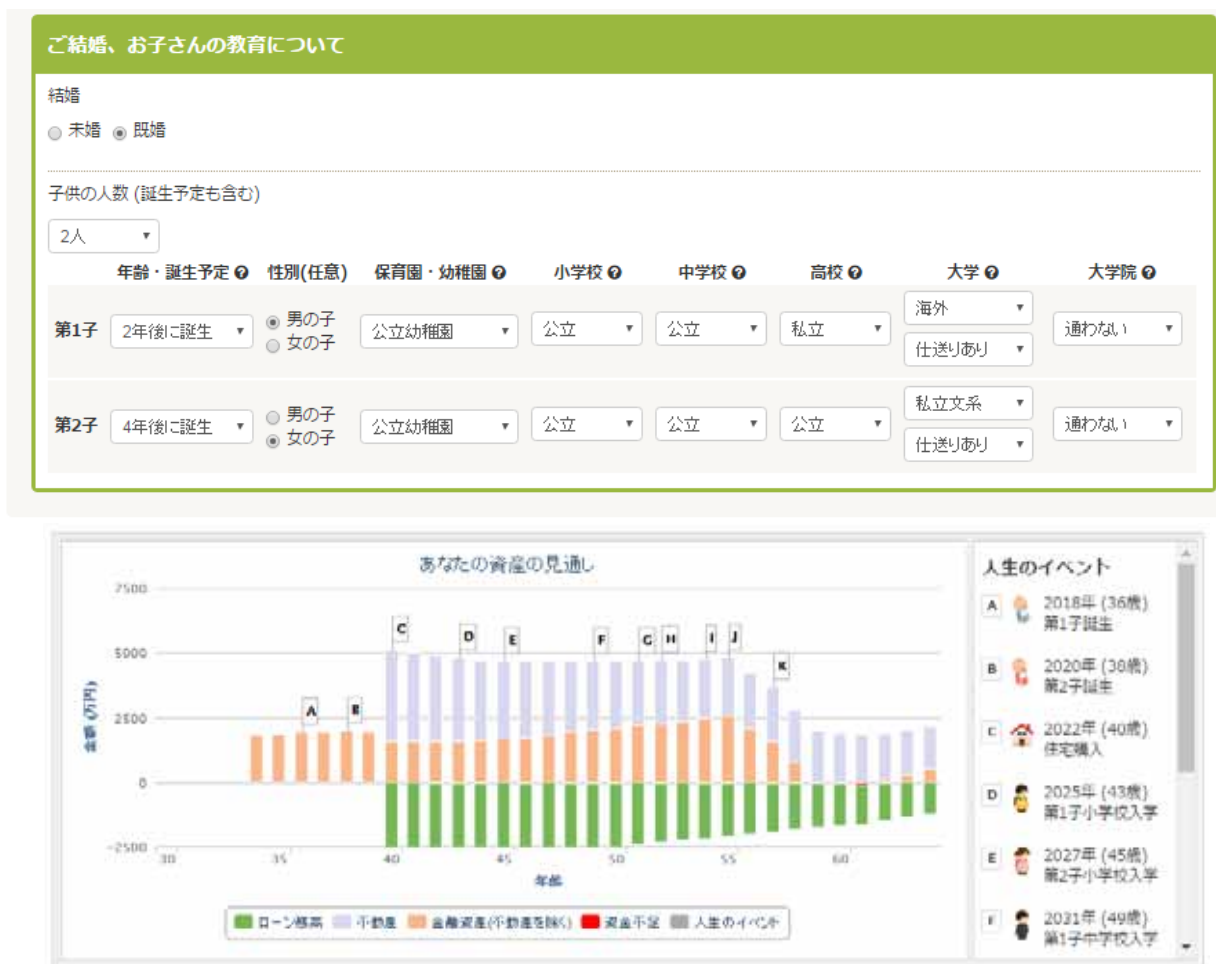 ご結婚、お子さんの教育について
結婚
未婚 既婚
子供の人数 (誕生予定も含む)
2人
年齢・誕生予定 性別(任意) 保育園・幼稚園 小学校 中学校 高校 大学 大学院
第1子 2年後に誕生 男の子 女の子 公立幼稚園 公立 公立 私立 海外 仕送りあり 通わない
第2子 4年後に誕生 男の子 女の子 公立幼稚園 公立 公立 公立 私立文系 仕送りあり 通わない
あなたの資産の見通し
7500
5000
2500
0
-2500
金額 (万円)
A B C D E F G H I J K
30 35 40 45 50 55 60
年齢
ローン残高 不動産 金融資産(不動産を除く) 資金不足 人生のイベント
人生のイベント
A 2018年 (36歳)
第1子誕生
B 2020年 (38歳)
第2子誕生
C 2022年 (40歳)
住宅購入
D 2025年 (43歳)
第1子小学校入学
E 2027年 (45歳)
第2子小学校入学
F 2031年 (49歳)
第1子中学校入学